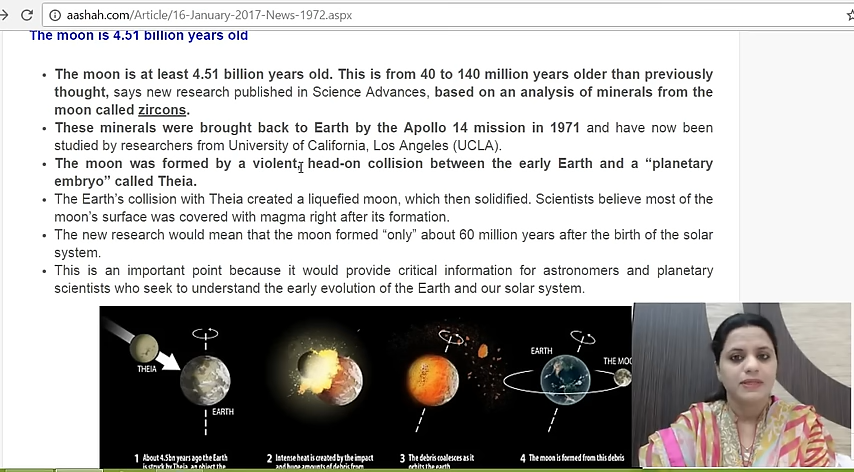 aashah.com/Article/16-January-2017-News-1972.aspx
The moon is 4.51 billion years old
• The moon is at least 4.51 billion years old. This is from 40 to 140 million years older than previously
thought, says new research published in Science Advances, based on an analysis of minerals from the
moon called zircons.
• These minerals were brought back to Earth by the Apollo 14 mission in 1971 and have now been
studied by researchers from University of California, Los Angeles (UCLA).
• The moon was formed by a violent, head-on collision between the early Earth and a “planetary
embryo” called Theia.
• The Earth’s collision with Theia created a liquefied moon, which then solidified. Scientists believe most of the
moon’s surface was covered with magma right after its formation.
• The new research would mean that the moon formed “only” about 60 million years after the birth of the solar
system.
• This is an important point because it would provide critical information for astronomers and planetary
scientists who seek to understand the early evolution of the Earth and our solar system.
THEIA
EARTH
EARTH
THE MOO
1 About 4.5bn years ago the Earth
is struck by Theia, an object the
2 Intense heat is created by the impact
and huge amounts of debris from
3 The debris coalesces as it
orbits the earth
4 The moon is formed from this debris